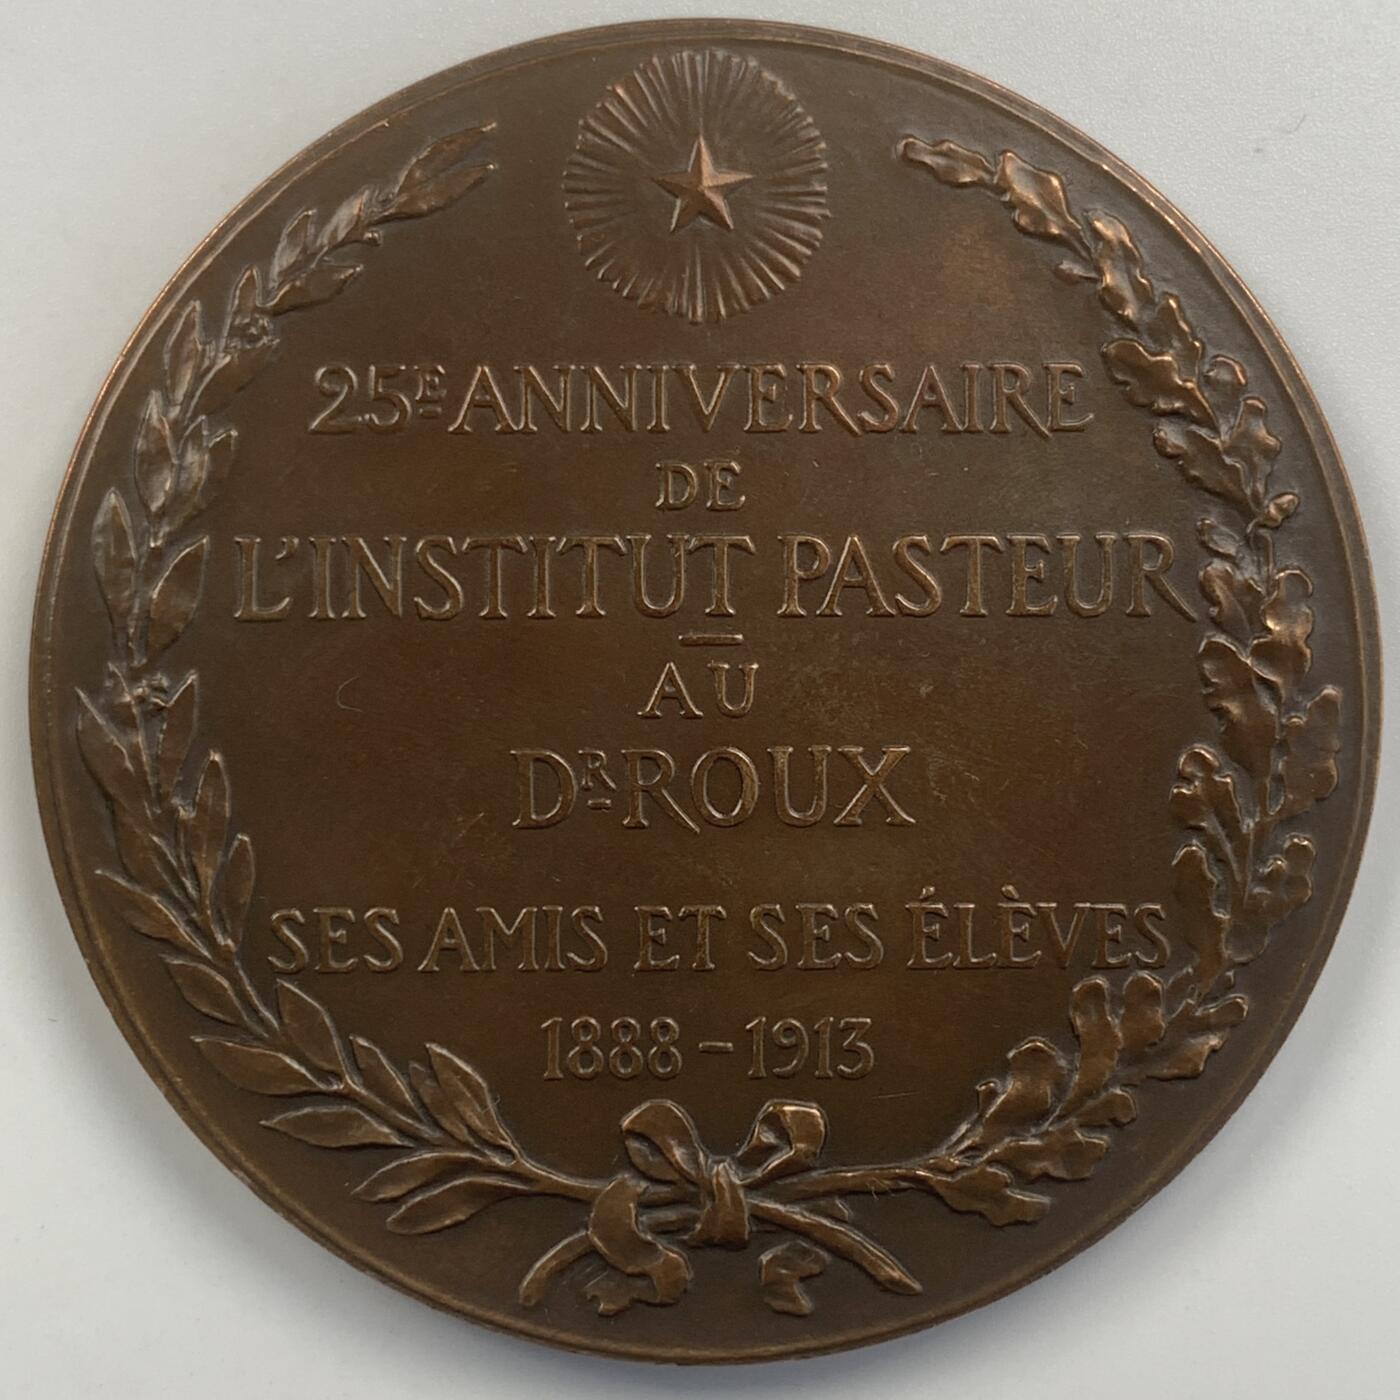 25E ANNIVERSAIRE
DE
L'INSTITUT PASTEUR
—
AU
DR ROUX
SES AMIS ET SES ÉLÈVES
1888 – 1913